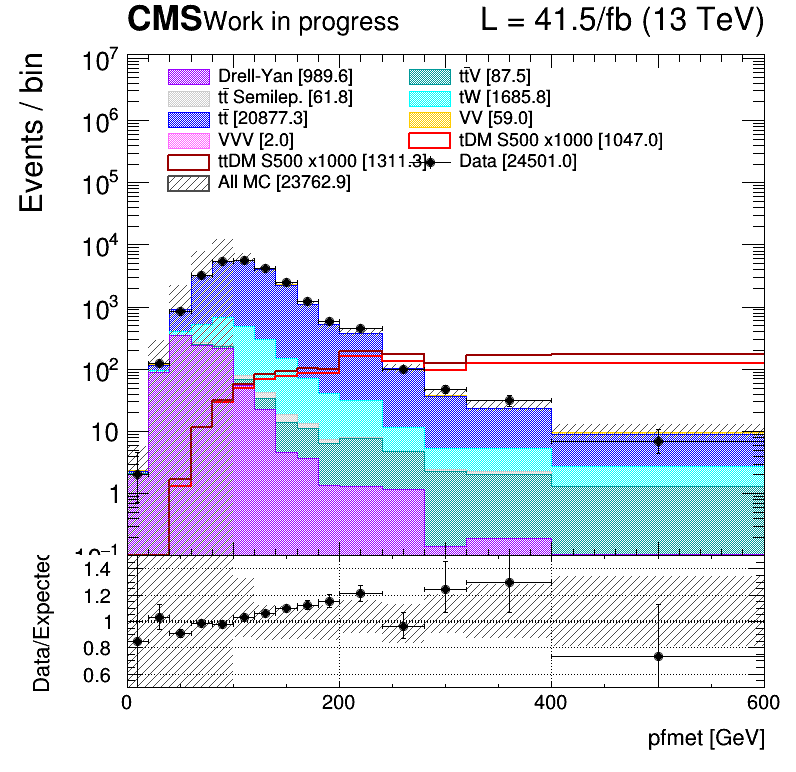 CMS Work in progress L = 41.5/fb (13 TeV)
Events / bin
10^7
10^6
10^5
10^4
10^3
10^2
10
1
10^−1
Drell-Yan [989.6] tt̄V [87.5]
tt̄ Semilep. [61.8] tW [1685.8]
tt̄ [20877.3] VV [59.0]
VVV [2.0] tDM S500 x1000 [1047.0]
ttDM S500 x1000 [1311.3] Data [24501.0]
All MC [23762.9]
Data/Expected
1.4
1.2
1
0.8
0.6
0 200 400 600
pfmet [GeV]